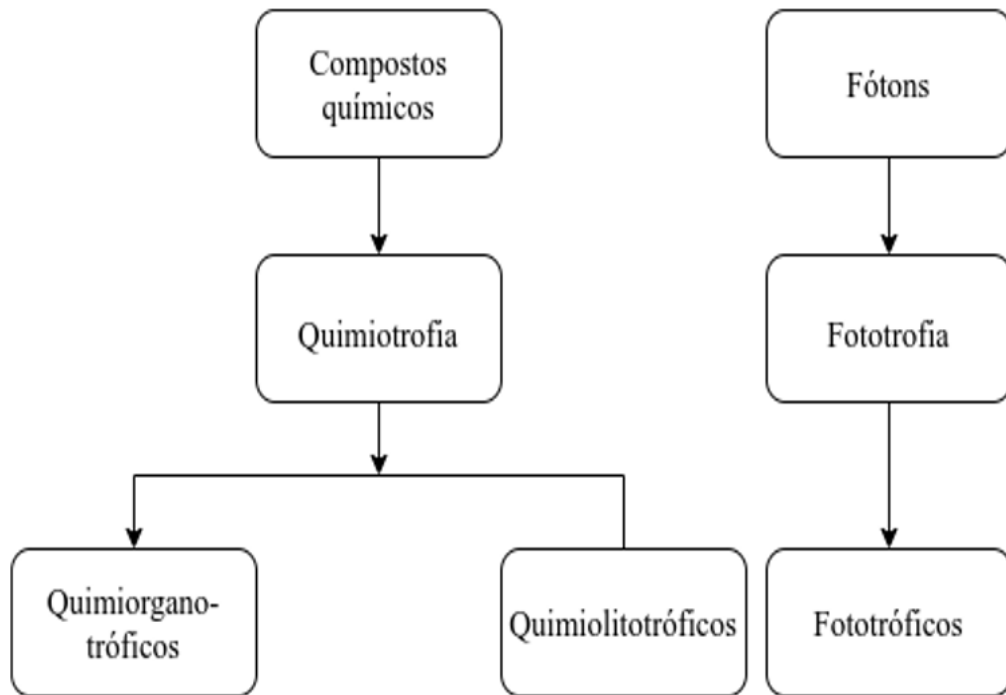 Compostos
químicos
Fótons
Quimiotrofia
Fototrofia
Quimiorgano-
tróficos
Quimiolitotróficos
Fototróficos